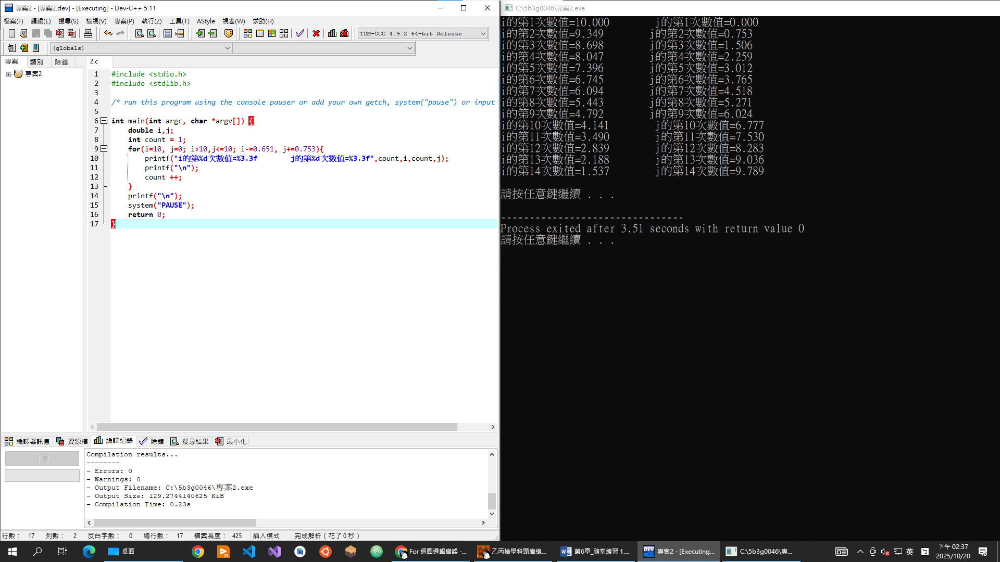 專案2 - [專案2.dev] - [Executing] - Dev-C++ 5.11
檔案(F) 編輯(E) 搜尋(S) 檢視(V) 專案(P) 執行(Z) 工具(T) AStyle 視窗(W) 求助(H)
TDM-GCC 4.9.2 64-bit Release
(globals)
專案 類別 除錯
專案2
2.c
1 #include <stdio.h>
2 #include <stdlib.h>
3
4 /* run this program using the console pauser or add your own getch, system("pause") or input
5
6 int main(int argc, char *argv[]) {
7 double i,j;
8 int count = 1;
9 for(i=10, j=0; i>10,j<=10; i-=0.651, j+=0.753){
10 printf("i的第%d次數值=%3.3f        j的第%d次數值=%3.3f",count,i,count,j);
11 printf("\n");
12 count ++;
13 }
14 printf("\n");
15 system("PAUSE");
16 return 0;
17 }
編譯器訊息 資源檔 編譯紀錄 除錯 搜尋結果 最小化
中斷
Compilation results...
--------
- Errors: 0
- Warnings: 0
- Output Filename: C:\5b3g0046\專案2.exe
- Output Size: 129.2744140625 KiB
- Compilation Time: 0.23s
行數： 17 列數： 2 反白字數： 0 總行數： 17 檔案長度： 425 插入模式 完成解析 ( 花了 0 秒 )
C:\5b3g0046\專案2.exe
i的第1次數值=10.000        j的第1次數值=0.000
i的第2次數值=9.349        j的第2次數值=0.753
i的第3次數值=8.698        j的第3次數值=1.506
i的第4次數值=8.047        j的第4次數值=2.259
i的第5次數值=7.396        j的第5次數值=3.012
i的第6次數值=6.745        j的第6次數值=3.765
i的第7次數值=6.094        j的第7次數值=4.518
i的第8次數值=5.443        j的第8次數值=5.271
i的第9次數值=4.792        j的第9次數值=6.024
i的第10次數值=4.141        j的第10次數值=6.777
i的第11次數值=3.490        j的第11次數值=7.530
i的第12次數值=2.839        j的第12次數值=8.283
i的第13次數值=2.188        j的第13次數值=9.036
i的第14次數值=1.537        j的第14次數值=9.789
請按任意鍵繼續 . . .
--------------------------------
Process exited after 3.51 seconds with return value 0
請按任意鍵繼續 . . .
桌面 For 迴圈邏輯錯誤 -... 乙丙檢學科題庫線... 第6章_隨堂練習 1.... 專案2 - [Executing... C:\5b3g0046\專... 英 下午 02:37
2025/10/20